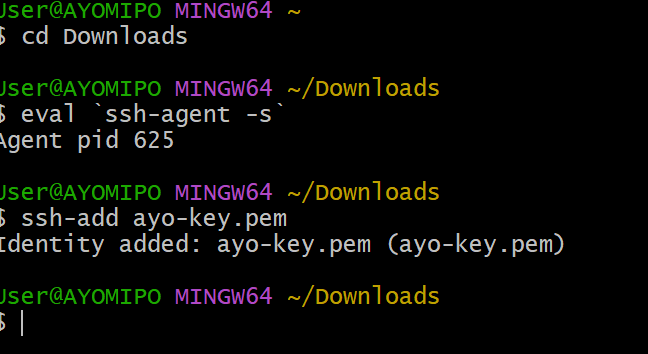 User@AYOMIPO MINGW64 ~
$ cd Downloads
User@AYOMIPO MINGW64 ~/Downloads
$ eval `ssh-agent -s`
Agent pid 625
User@AYOMIPO MINGW64 ~/Downloads
$ ssh-add ayo-key.pem
Identity added: ayo-key.pem (ayo-key.pem)
User@AYOMIPO MINGW64 ~/Downloads
$